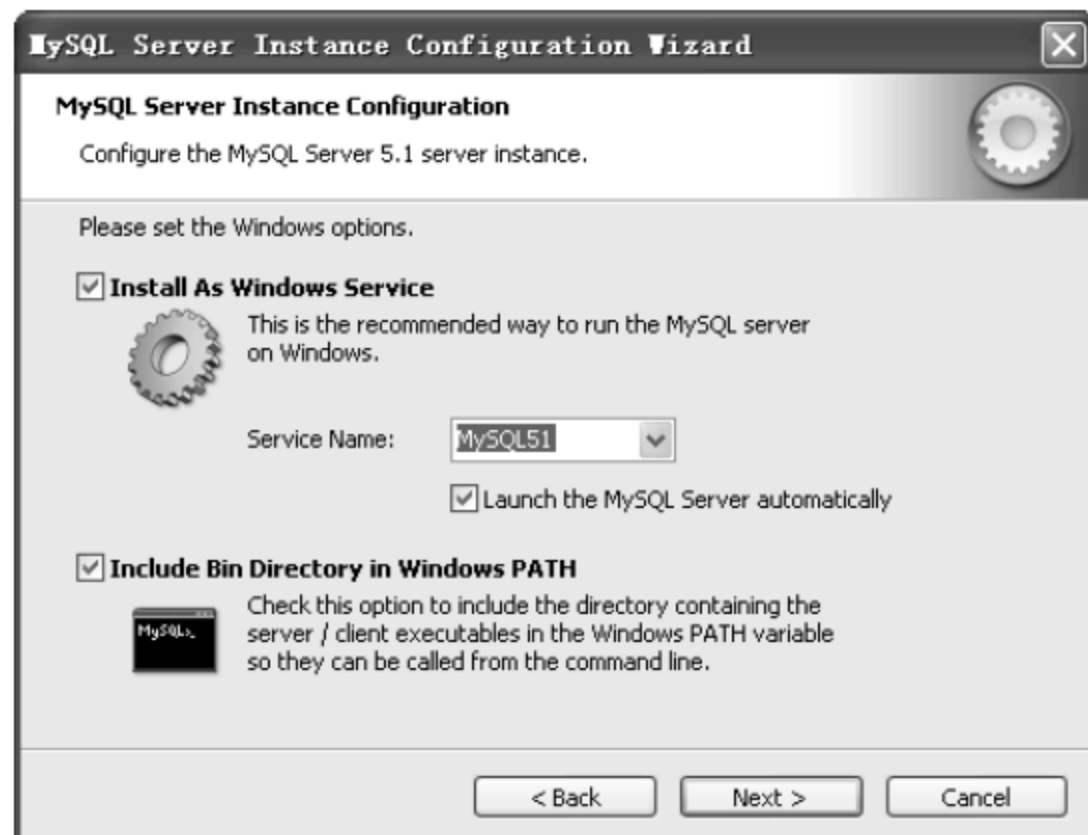 MySQL Server Instance Configuration Wizard
MySQL Server Instance Configuration
Configure the MySQL Server 5.1 server instance.
Please set the Windows options.
Install As Windows Service
This is the recommended way to run the MySQL server
on Windows.
Service Name: MySQL51
Launch the MySQL Server automatically
Include Bin Directory in Windows PATH
MySQL>_
Check this option to include the directory containing the
server / client executables in the Windows PATH variable
so they can be called from the command line.
< Back Next > Cancel